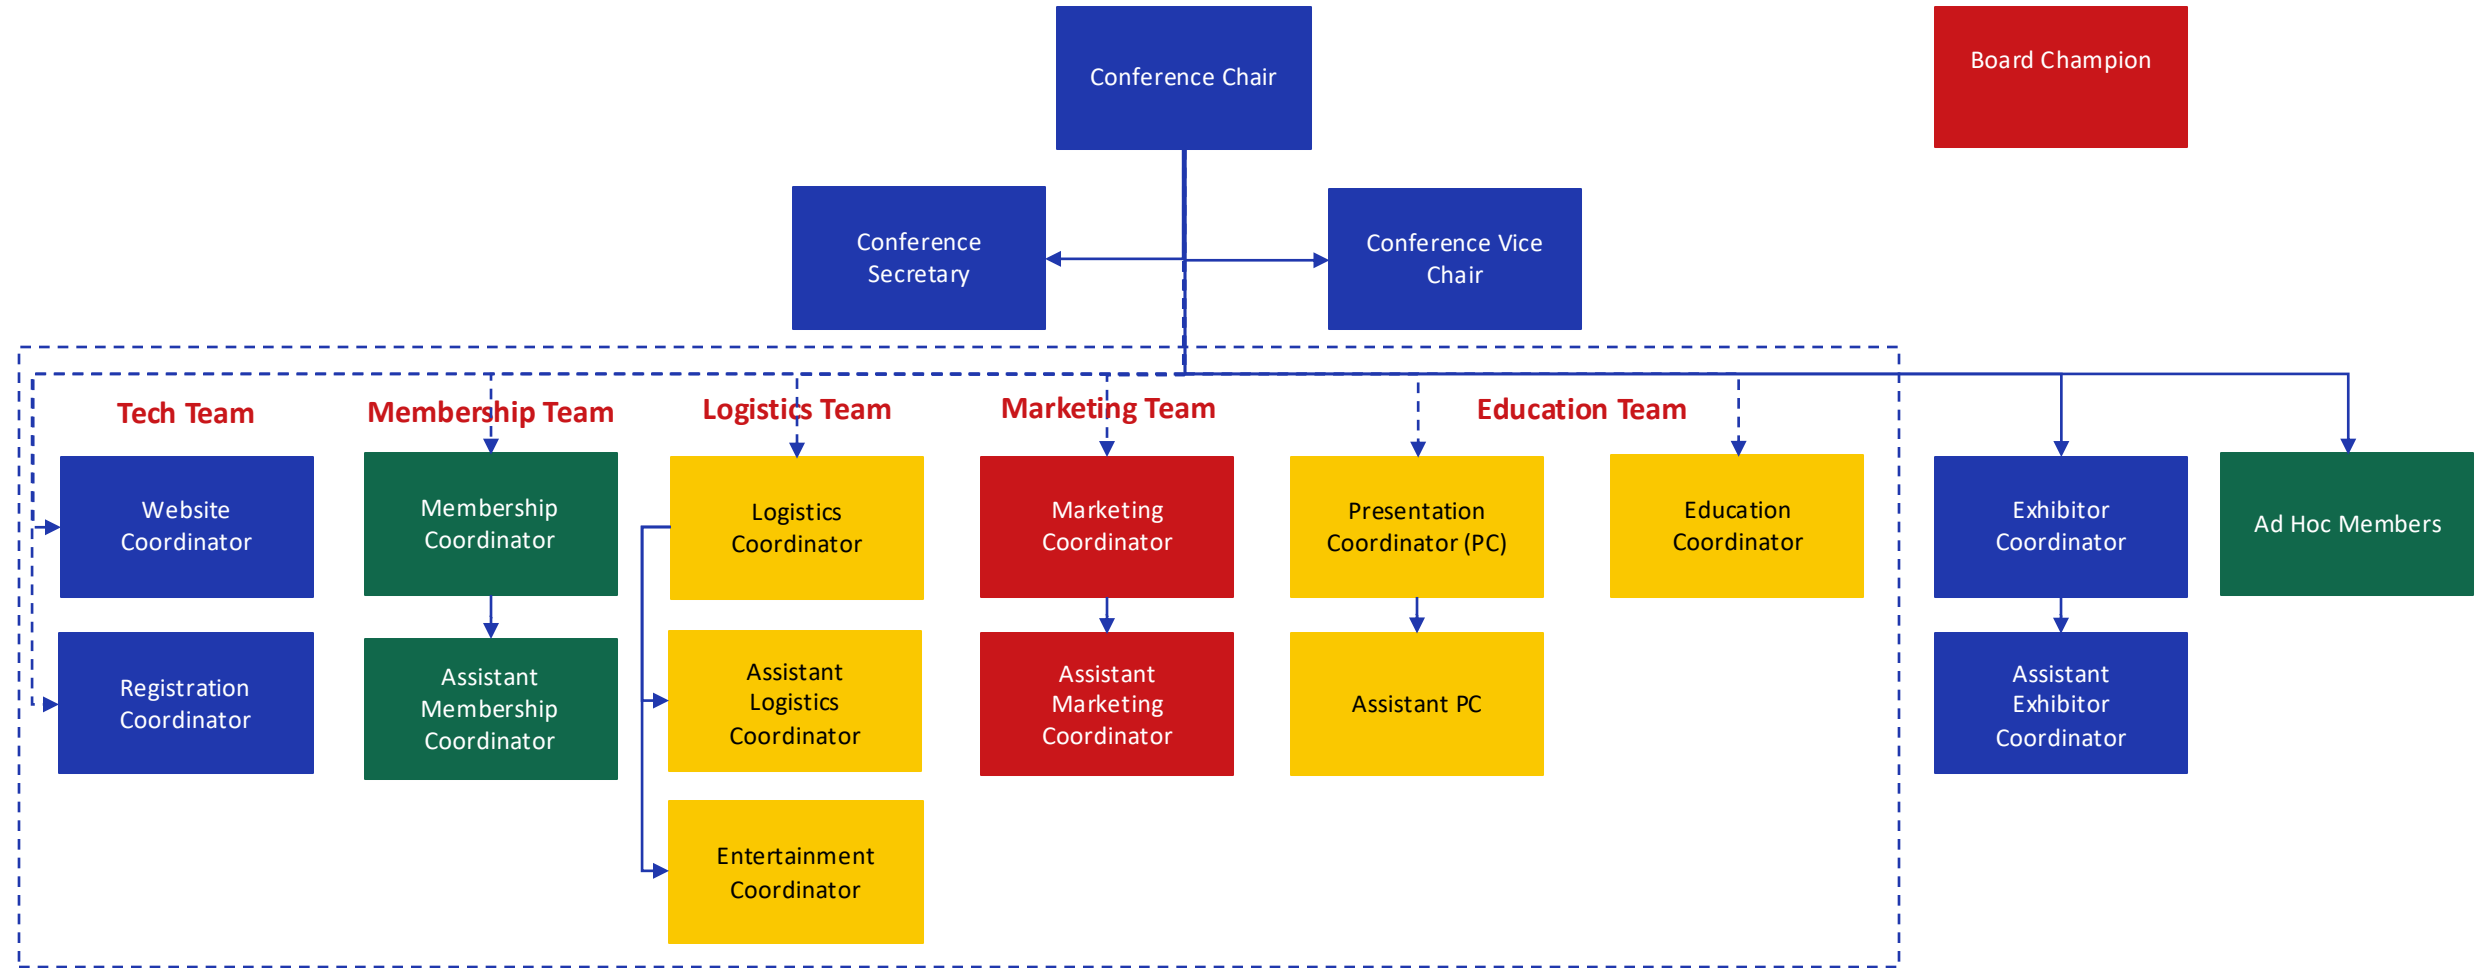 Conference Chair
Board Champion
Conference
Secretary
Conference Vice
Chair
Tech Team
Membership Team
Logistics Team
Marketing Team
Education Team
Website
Coordinator
Membership
Coordinator
Logistics
Coordinator
Marketing
Coordinator
Presentation
Coordinator (PC)
Education
Coordinator
Exhibitor
Coordinator
Ad Hoc Members
Registration
Coordinator
Assistant
Membership
Coordinator
Assistant
Logistics
Coordinator
Assistant
Marketing
Coordinator
Assistant PC
Assistant
Exhibitor
Coordinator
Entertainment
Coordinator